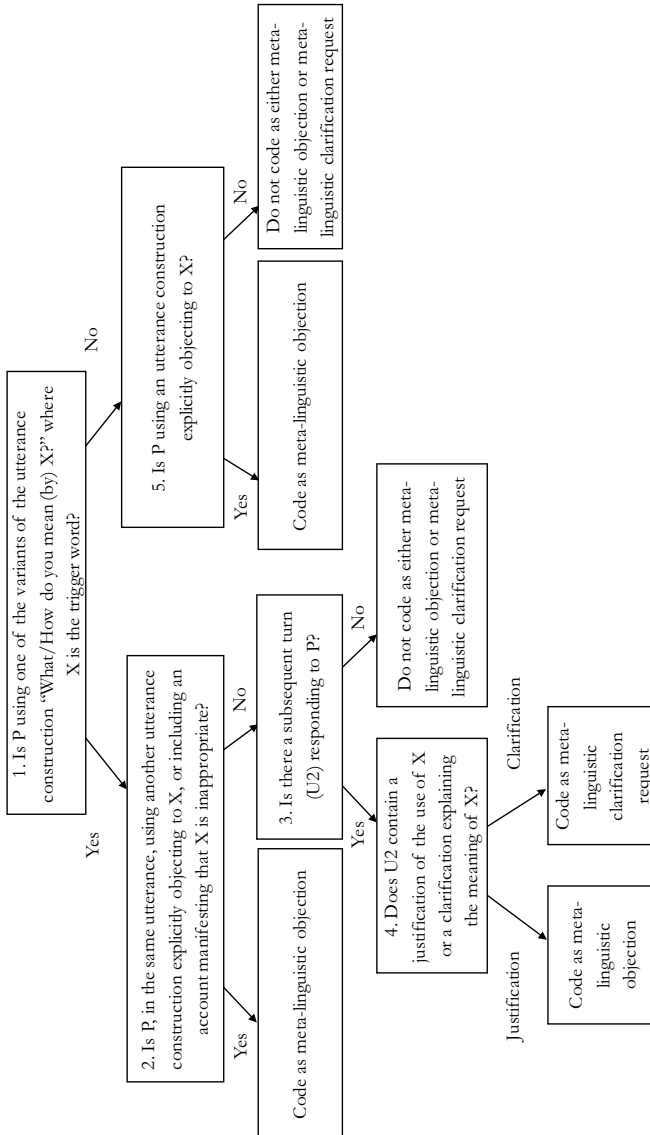 1. Is P using one of the variants of the utterance
construction “What/How do you mean (by) X?” where
X is the trigger word?
Yes
No
2. Is P, in the same utterance, using another utterance
construction explicitly objecting to X, or including an
account manifesting that X is inappropriate?
5. Is P using an utterance construction
explicitly objecting to X?
Yes
No
Yes
No
Code as meta-linguistic objection
3. Is there a subsequent turn
(U2) responding to P?
Code as meta-linguistic objection
Do not code as either meta-
linguistic objection or meta-
linguistic clarification request
Yes
No
4. Does U2 contain a
justification of the use of X
or a clarification explaining
the meaning of X?
Do not code as either meta-
linguistic objection or meta-
linguistic clarification request
Justification
Clarification
Code as meta-
linguistic
objection
Code as meta-
linguistic
clarification
request